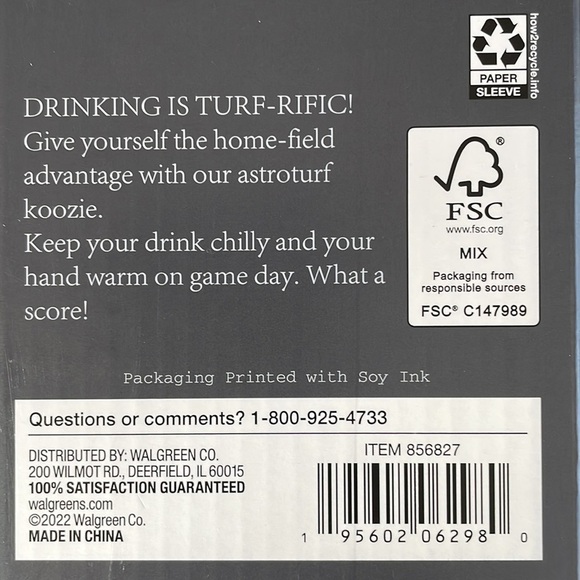 how2recycle.info
PAPER
SLEEVE
DRINKING IS TURF-RIFIC!
Give yourself the home-field
advantage with our astroturf
koozie.
Keep your drink chilly and your
hand warm on game day. What a
score!
®
FSC
www.fsc.org
MIX
Packaging from
responsible sources
FSC® C147989
Packaging Printed with Soy Ink
Questions or comments? 1-800-925-4733
DISTRIBUTED BY: WALGREEN CO.
200 WILMOT RD., DEERFIELD, IL 60015
100% SATISFACTION GUARANTEED
walgreens.com
©2022 Walgreen Co.
MADE IN CHINA
ITEM 856827
1 95602 06298 0